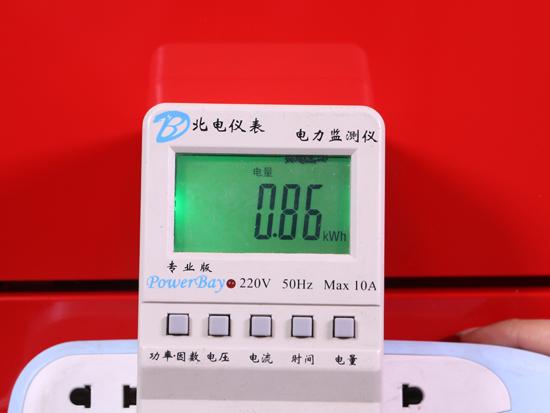 北电仪表
电力监测仪
电量
0.86 kWh
专业版
PowerBay 220V 50Hz Max 10A
功率·因数 电压 电流 时间 电量